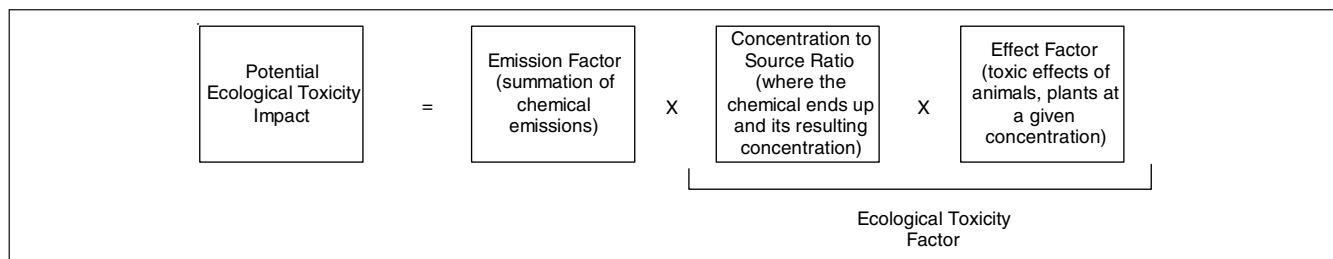 Potential
Ecological Toxicity
Impact
=
Emission Factor
(summation of
chemical
emissions)
X
Concentration to
Source Ratio
(where the
chemical ends up
and its resulting
concentration)
X
Effect Factor
(toxic effects of
animals, plants at
a given
concentration)
Ecological Toxicity
Factor